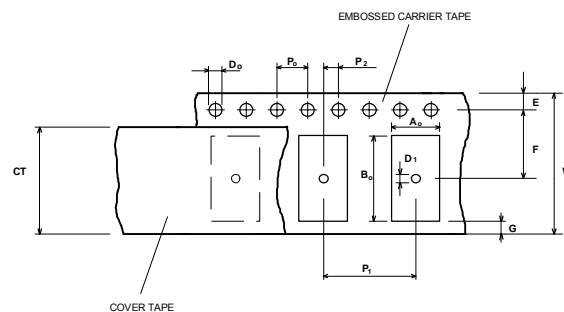 EMBOSSED CARRIER TAPE
Do Po P2
E
Ao
F
D1
CT Bo
G
P1
COVER TAPE